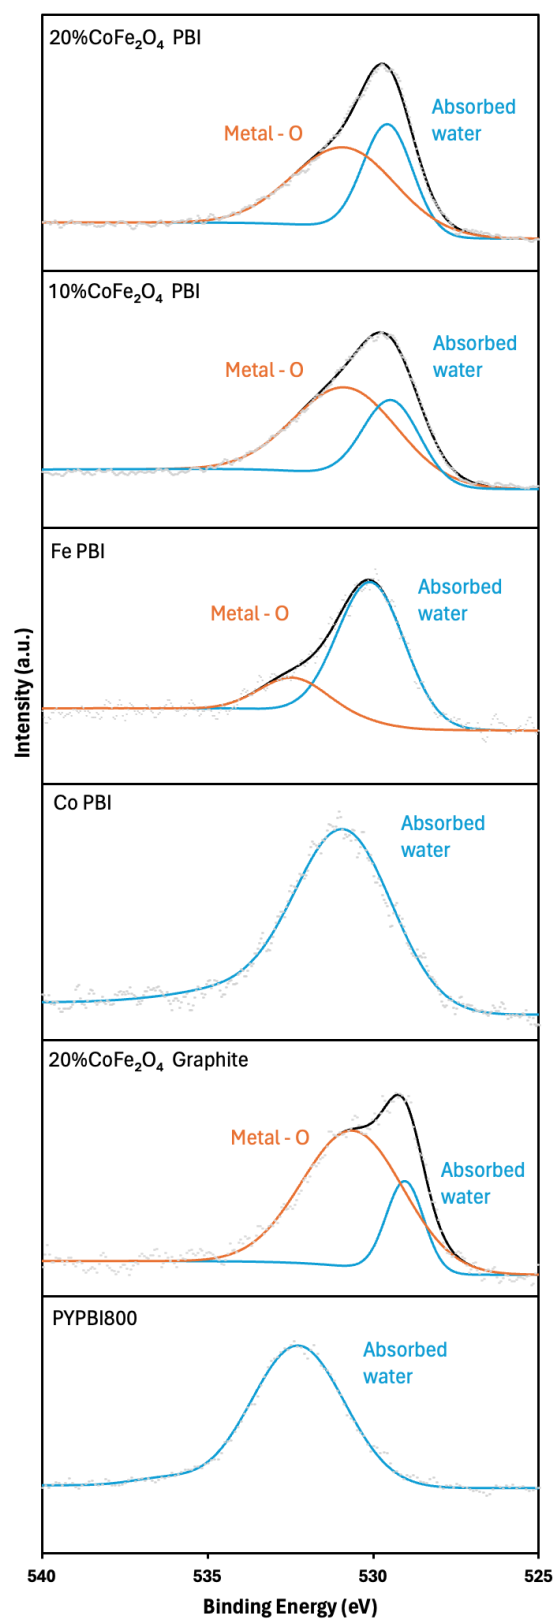 20%CoFe₂O₄ PBI
Metal - O
Absorbed
water
10%CoFe₂O₄ PBI
Metal - O
Absorbed
water
Fe PBI
Metal - O
Absorbed
water
Intensity (a.u.)
Co PBI
Absorbed
water
20%CoFe₂O₄ Graphite
Metal - O
Absorbed
water
PYPBI800
Absorbed
water
540 535 530 525
Binding Energy (eV)